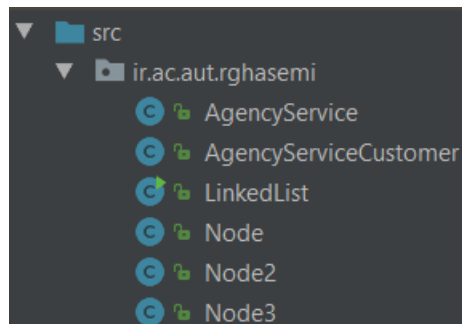 src
ir.ac.aut.rghasemi
C AgencyService
C AgencyServiceCustomer
C LinkedList
C Node
C Node2
C Node3